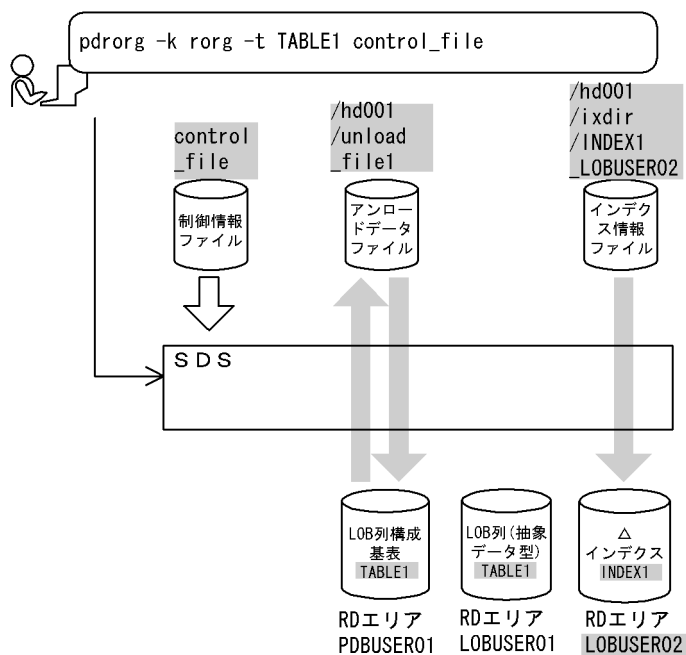 pdrorg -k rorg -t TABLE1 control_file
control
_file
/hd001
/unload
_file1
/hd001
/ixdir
/INDEX1
_LOBUSER02
制御情報
ファイル
アンロー
ドデータ
ファイル
インデク
ス情報
ファイル
SDS
LOB列構成
基表
TABLE1
LOB列(抽象
データ型)
TABLE1
△
インデクス
INDEX1
RDエリア
PDBUSER01
RDエリア
LOBUSER01
RDエリア
LOBUSER02